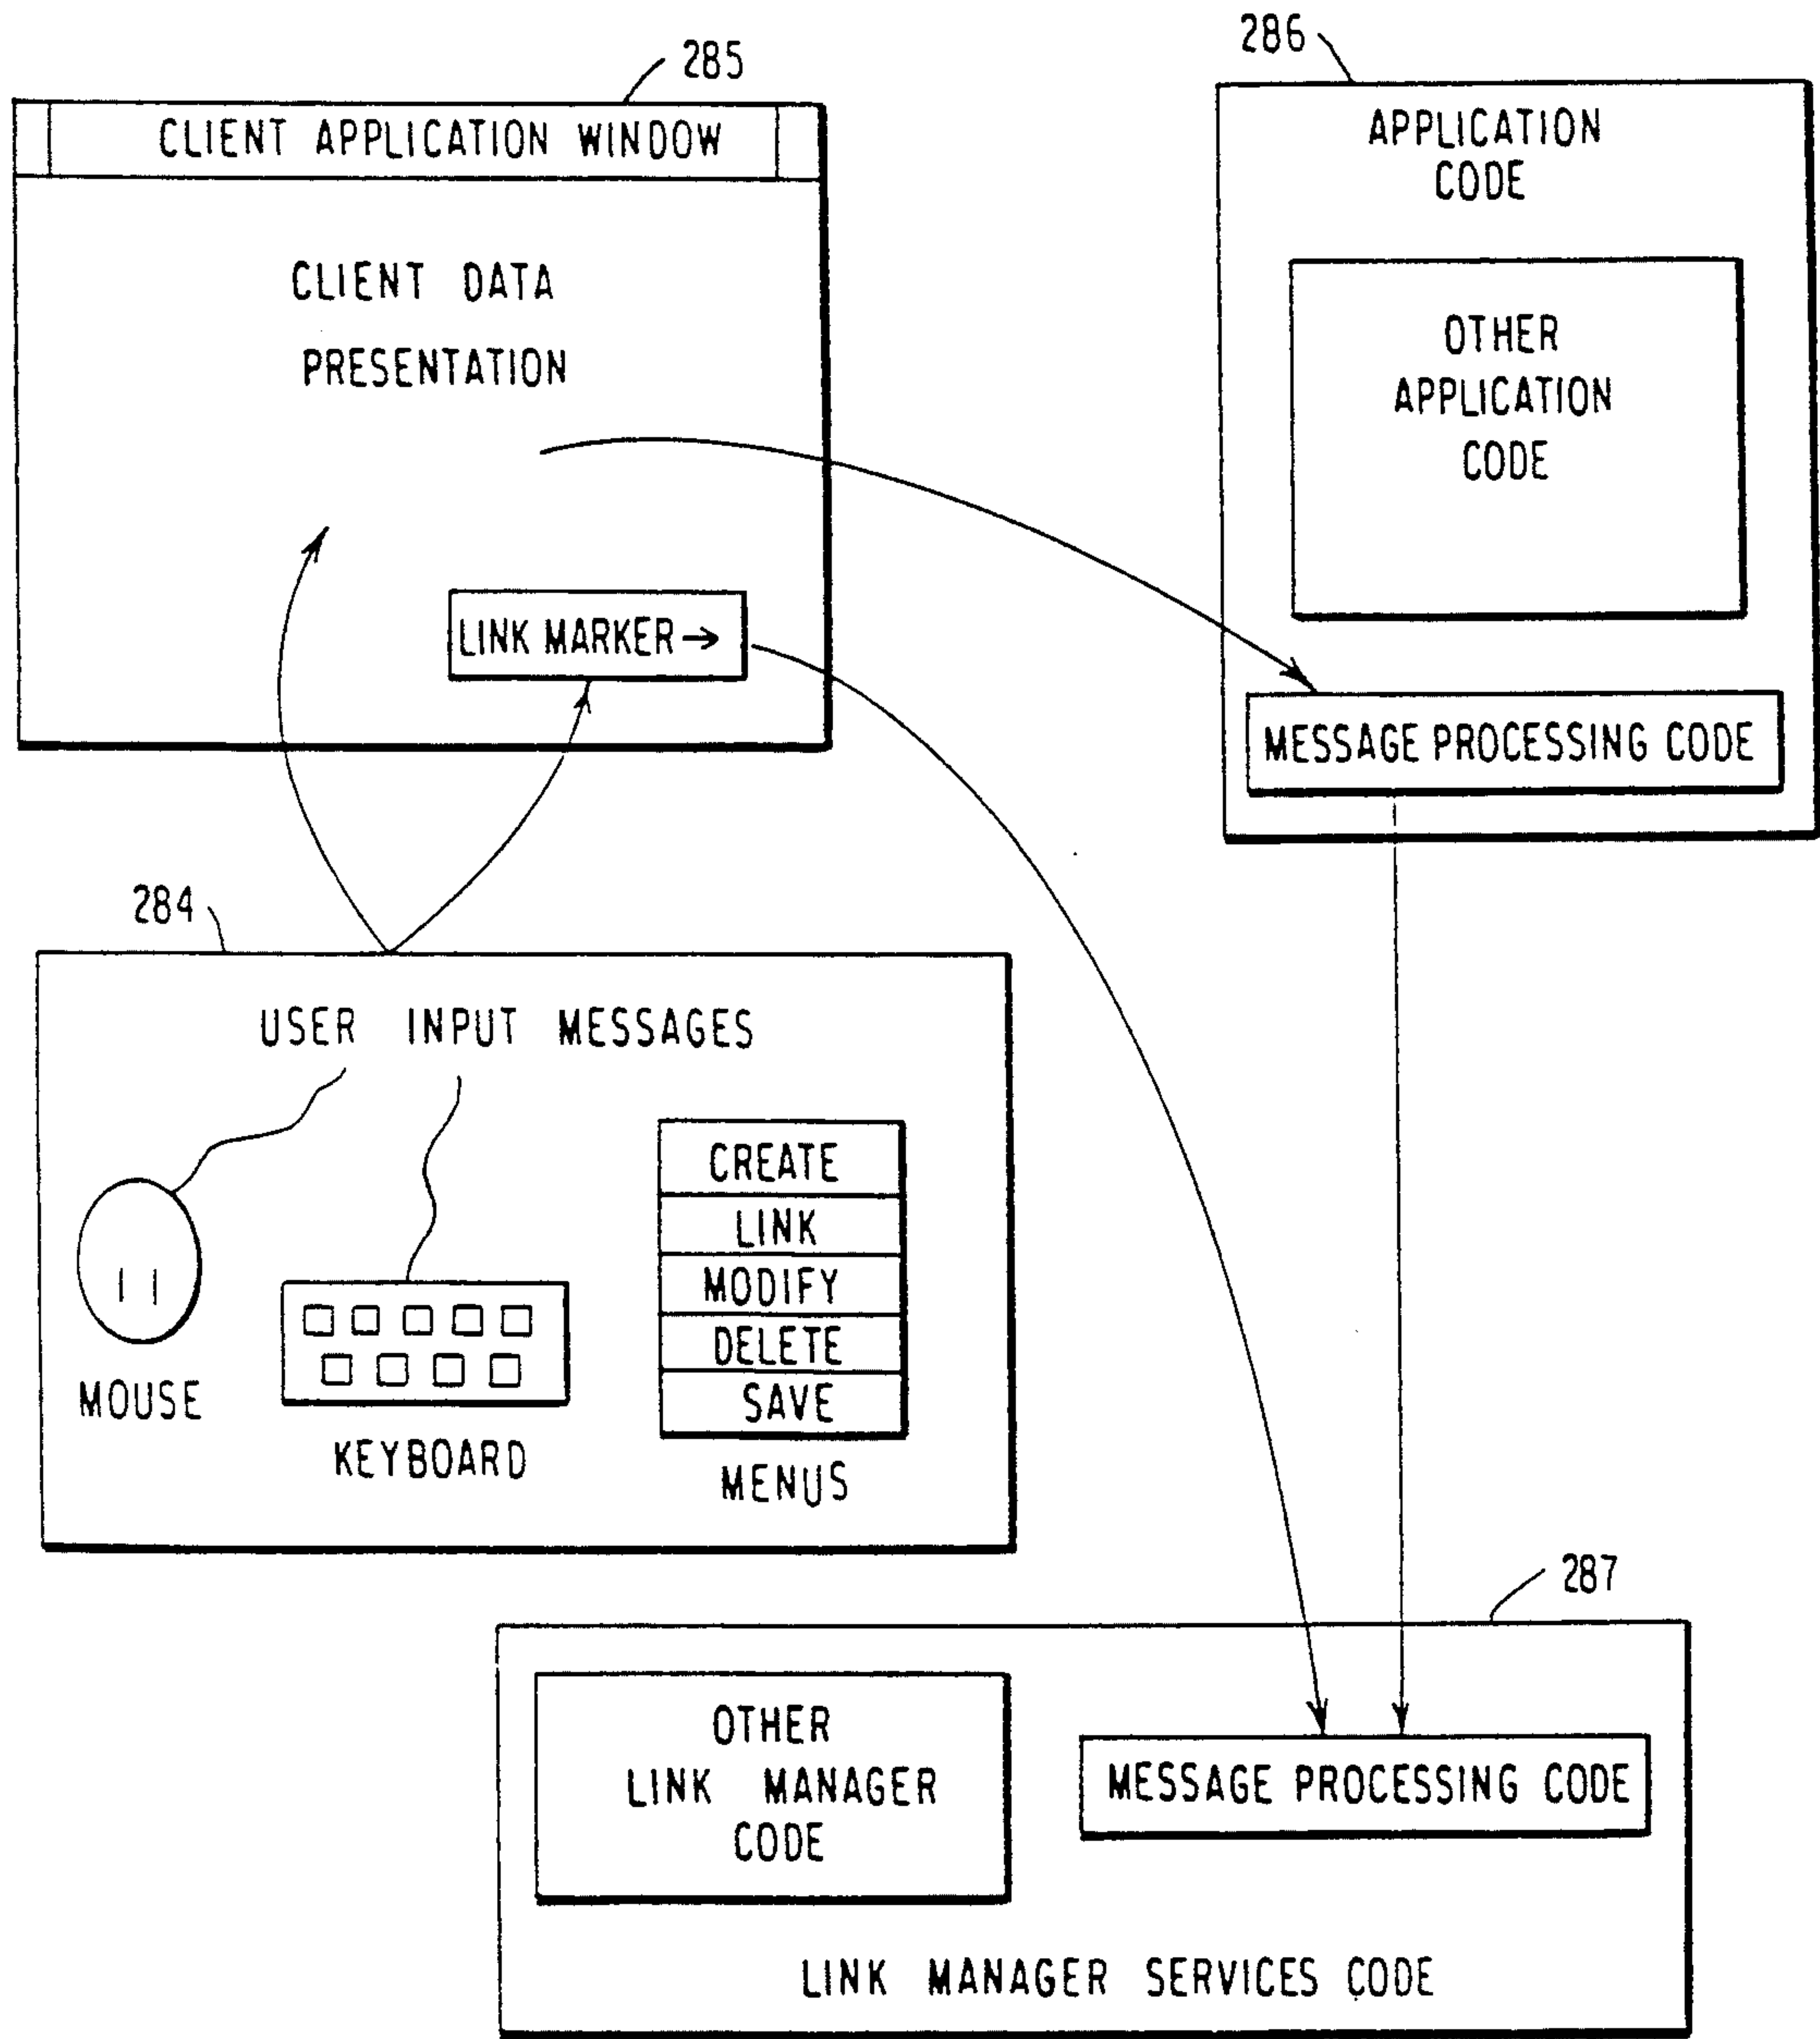 285
CLIENT APPLICATION WINDOW
CLIENT DATA
PRESENTATION
LINK MARKER →
286
APPLICATION
CODE
OTHER
APPLICATION
CODE
MESSAGE PROCESSING CODE
284
USER INPUT MESSAGES
MOUSE
KEYBOARD
CREATE
LINK
MODIFY
DELETE
SAVE
MENUS
287
OTHER
LINK MANAGER
CODE
MESSAGE PROCESSING CODE
LINK MANAGER SERVICES CODE